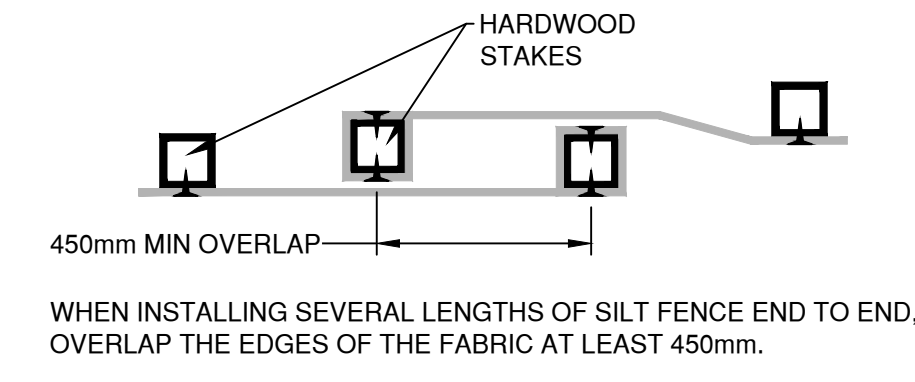 HARDWOOD
STAKES
450mm MIN OVERLAP
WHEN INSTALLING SEVERAL LENGTHS OF SILT FENCE END TO END,
OVERLAP THE EDGES OF THE FABRIC AT LEAST 450mm.